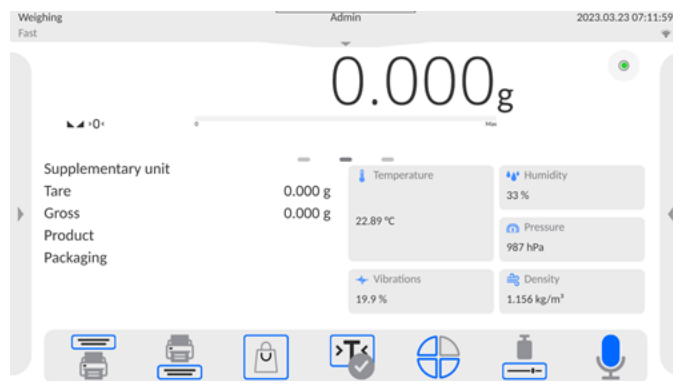 Weighing
Admin
2023.03.23 07:11:59
Fast
0.000g
>0<
0
Max
Supplementary unit
Tare 0.000 g
Gross 0.000 g
Product
Packaging
Temperature
22.89 °C
Humidity
33 %
Pressure
987 hPa
Vibrations
19.9 %
Density
1.156 kg/m³
>T<